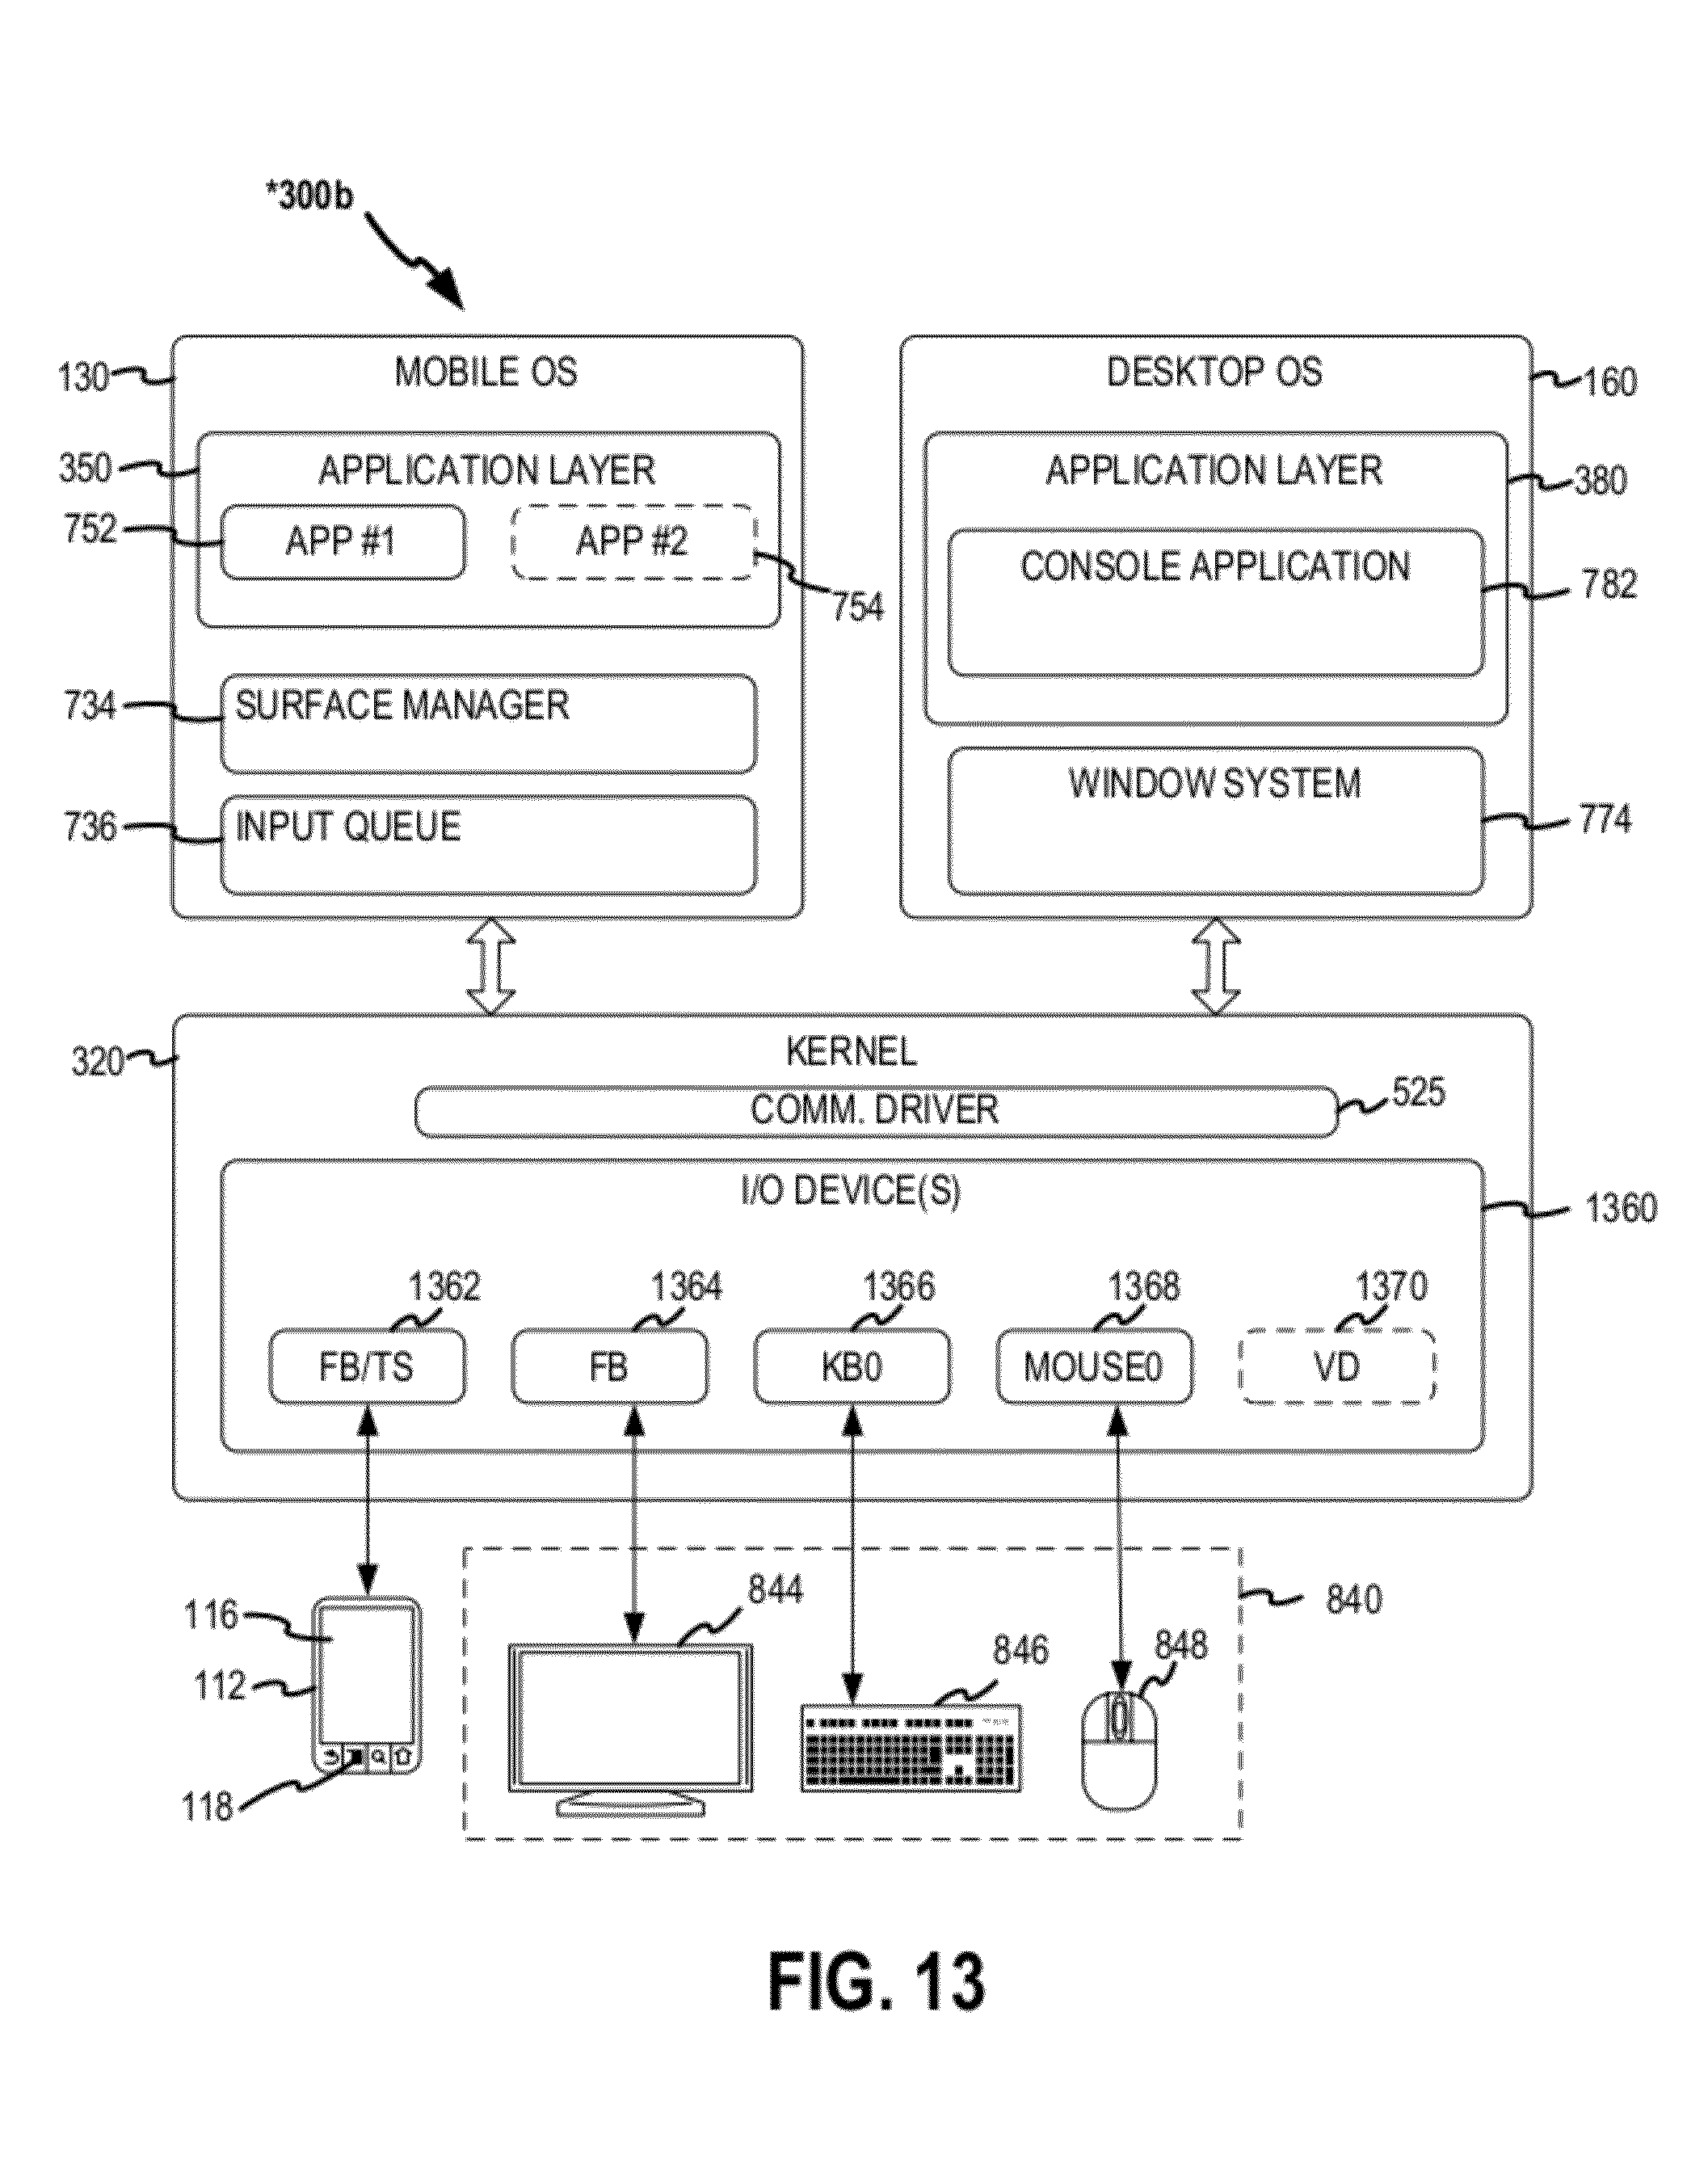 *300b
MOBILE OS
DESKTOP OS
130
160
350
APPLICATION LAYER
APPLICATION LAYER
380
752
APP #1
APP #2
754
CONSOLE APPLICATION
782
734
SURFACE MANAGER
WINDOW SYSTEM
774
736
INPUT QUEUE
320
KERNEL
COMM. DRIVER
525
I/O DEVICE(S)
1360
1362
1364
1366
1368
1370
FB/TS
FB
KB0
MOUSE0
VD
116
844
840
112
846
848
118
FIG. 13